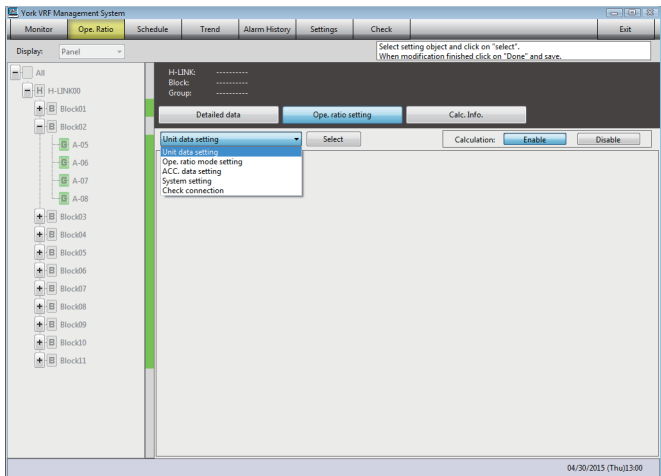 York VRF Management System
Monitor Ope. Ratio Schedule Trend Alarm History Settings Check Exit
Display: Panel
Select setting object and click on "select".
When modification finished click on "Done" and save.
All
H H-LINK00
B Block01
B Block02
G A-05
G A-06
G A-07
G A-08
B Block03
B Block04
B Block05
B Block06
B Block07
B Block08
B Block09
B Block10
B Block11
H-LINK: ----------
Block: ----------
Group: ----------
Detailed data Ope. ratio setting Calc. Info.
Unit data setting Select Calculation: Enable Disable
Unit data setting
Ope. ratio mode setting
ACC. data setting
System setting
Check connection
04/30/2015 (Thu)13:00